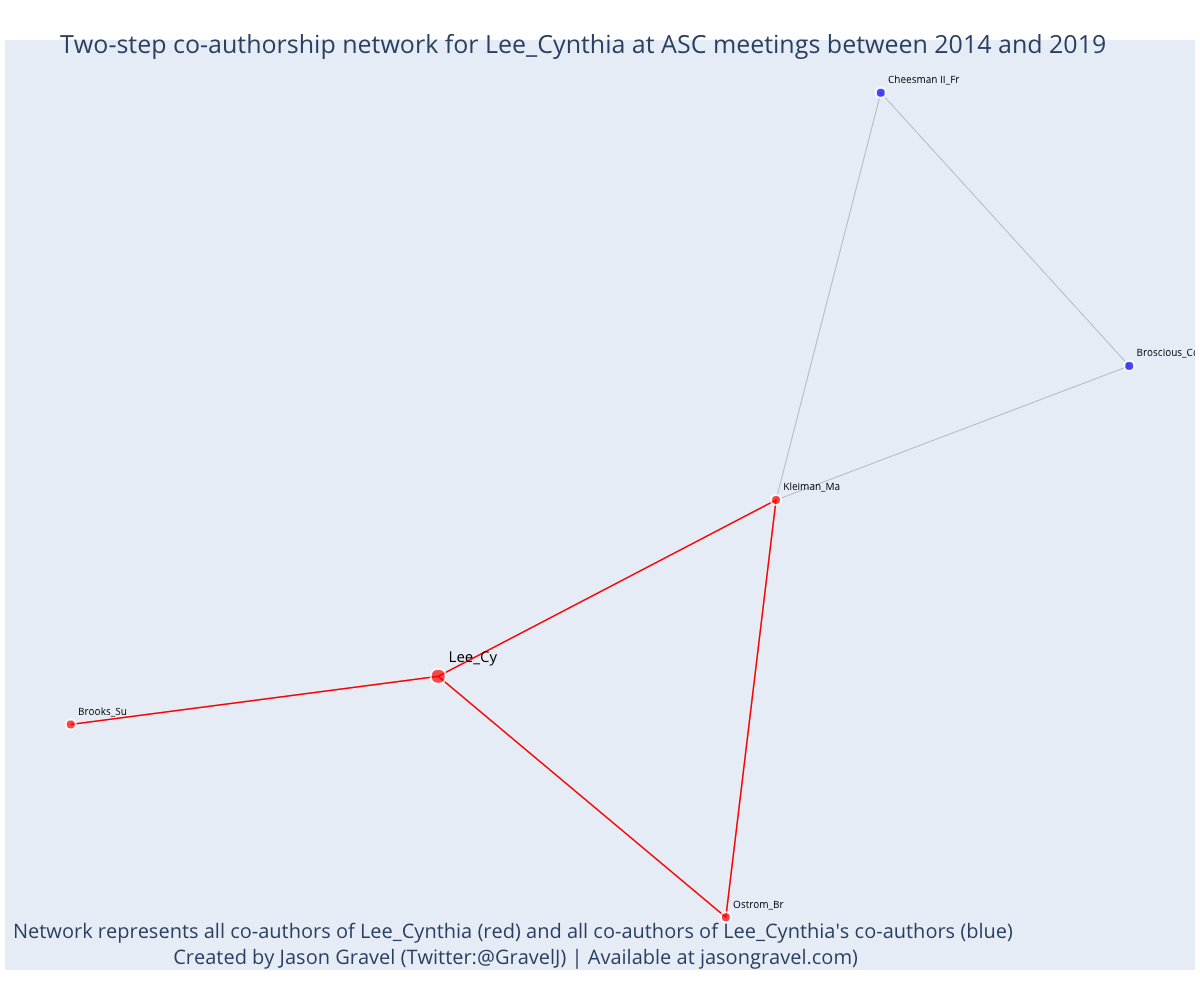 Two-step co-authorship network for Lee_Cynthia at ASC meetings between 2014 and 2019
Cheesman II_Fr
Broscious_Co
Kleiman_Ma
Lee_Cy
Brooks_Su
Ostrom_Br
Network represents all co-authors of Lee_Cynthia (red) and all co-authors of Lee_Cynthia's co-authors (blue)
Created by Jason Gravel (Twitter:@GravelJ) | Available at jasongravel.com)